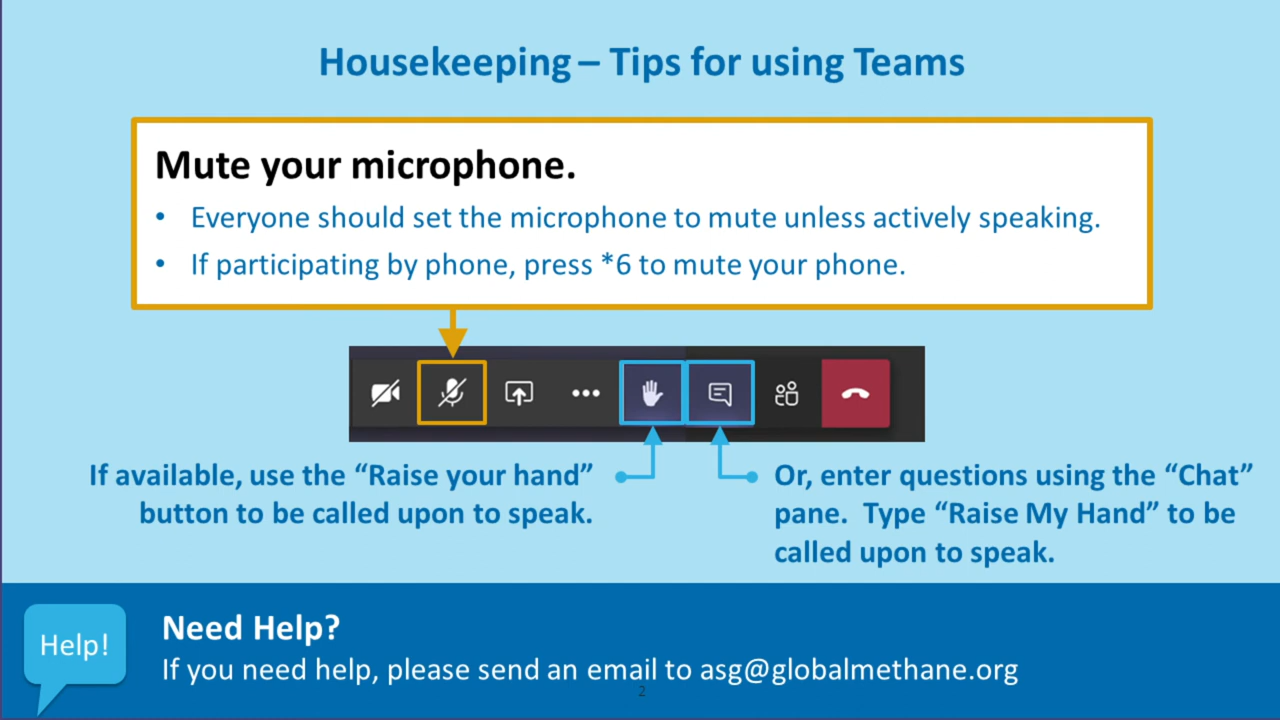 Housekeeping – Tips for using Teams
Mute your microphone.
• Everyone should set the microphone to mute unless actively speaking.
• If participating by phone, press *6 to mute your phone.
If available, use the “Raise your hand”
button to be called upon to speak.
Or, enter questions using the “Chat”
pane.  Type “Raise My Hand” to be
called upon to speak.
Help!
Need Help?
If you need help, please send an email to asg@globalmethane.org
2